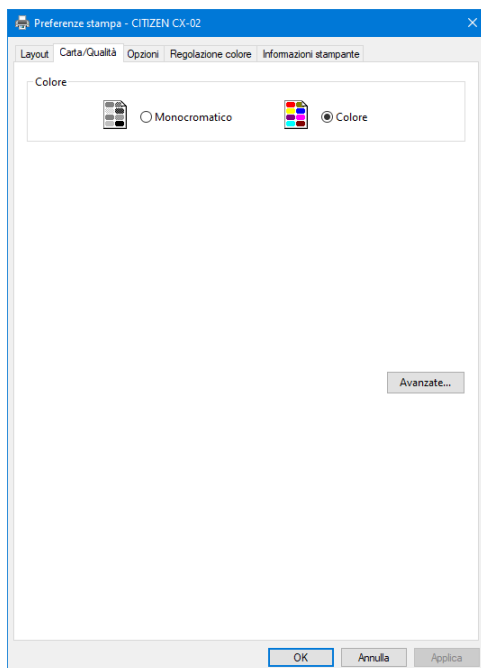 Preferenze stampa - CITIZEN CX-02
Layout Carta/Qualità Opzioni Regolazione colore Informazioni stampante
Colore
Monocromatico Colore
Avanzate...
OK Annulla Applica